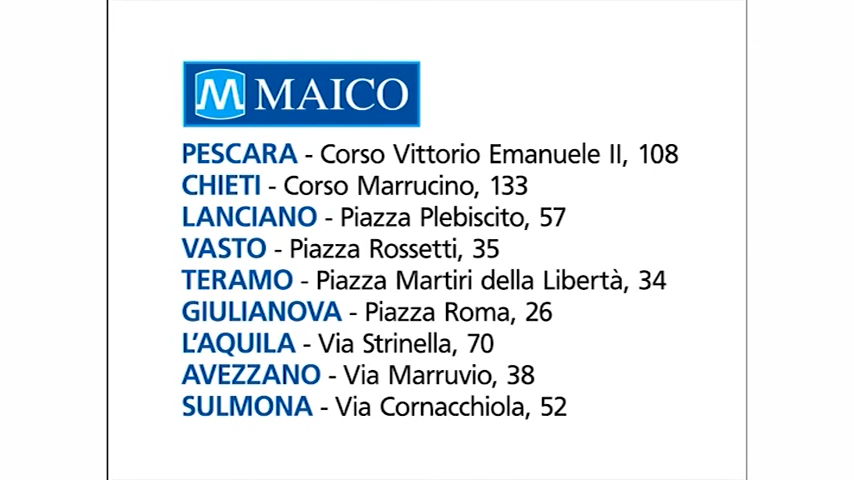 MAICO
PESCARA - Corso Vittorio Emanuele II, 108
CHIETI - Corso Marrucino, 133
LANCIANO - Piazza Plebiscito, 57
VASTO - Piazza Rossetti, 35
TERAMO - Piazza Martiri della Libertà, 34
GIULIANOVA - Piazza Roma, 26
L'AQUILA - Via Strinella, 70
AVEZZANO - Via Marruvio, 38
SULMONA - Via Cornacchiola, 52